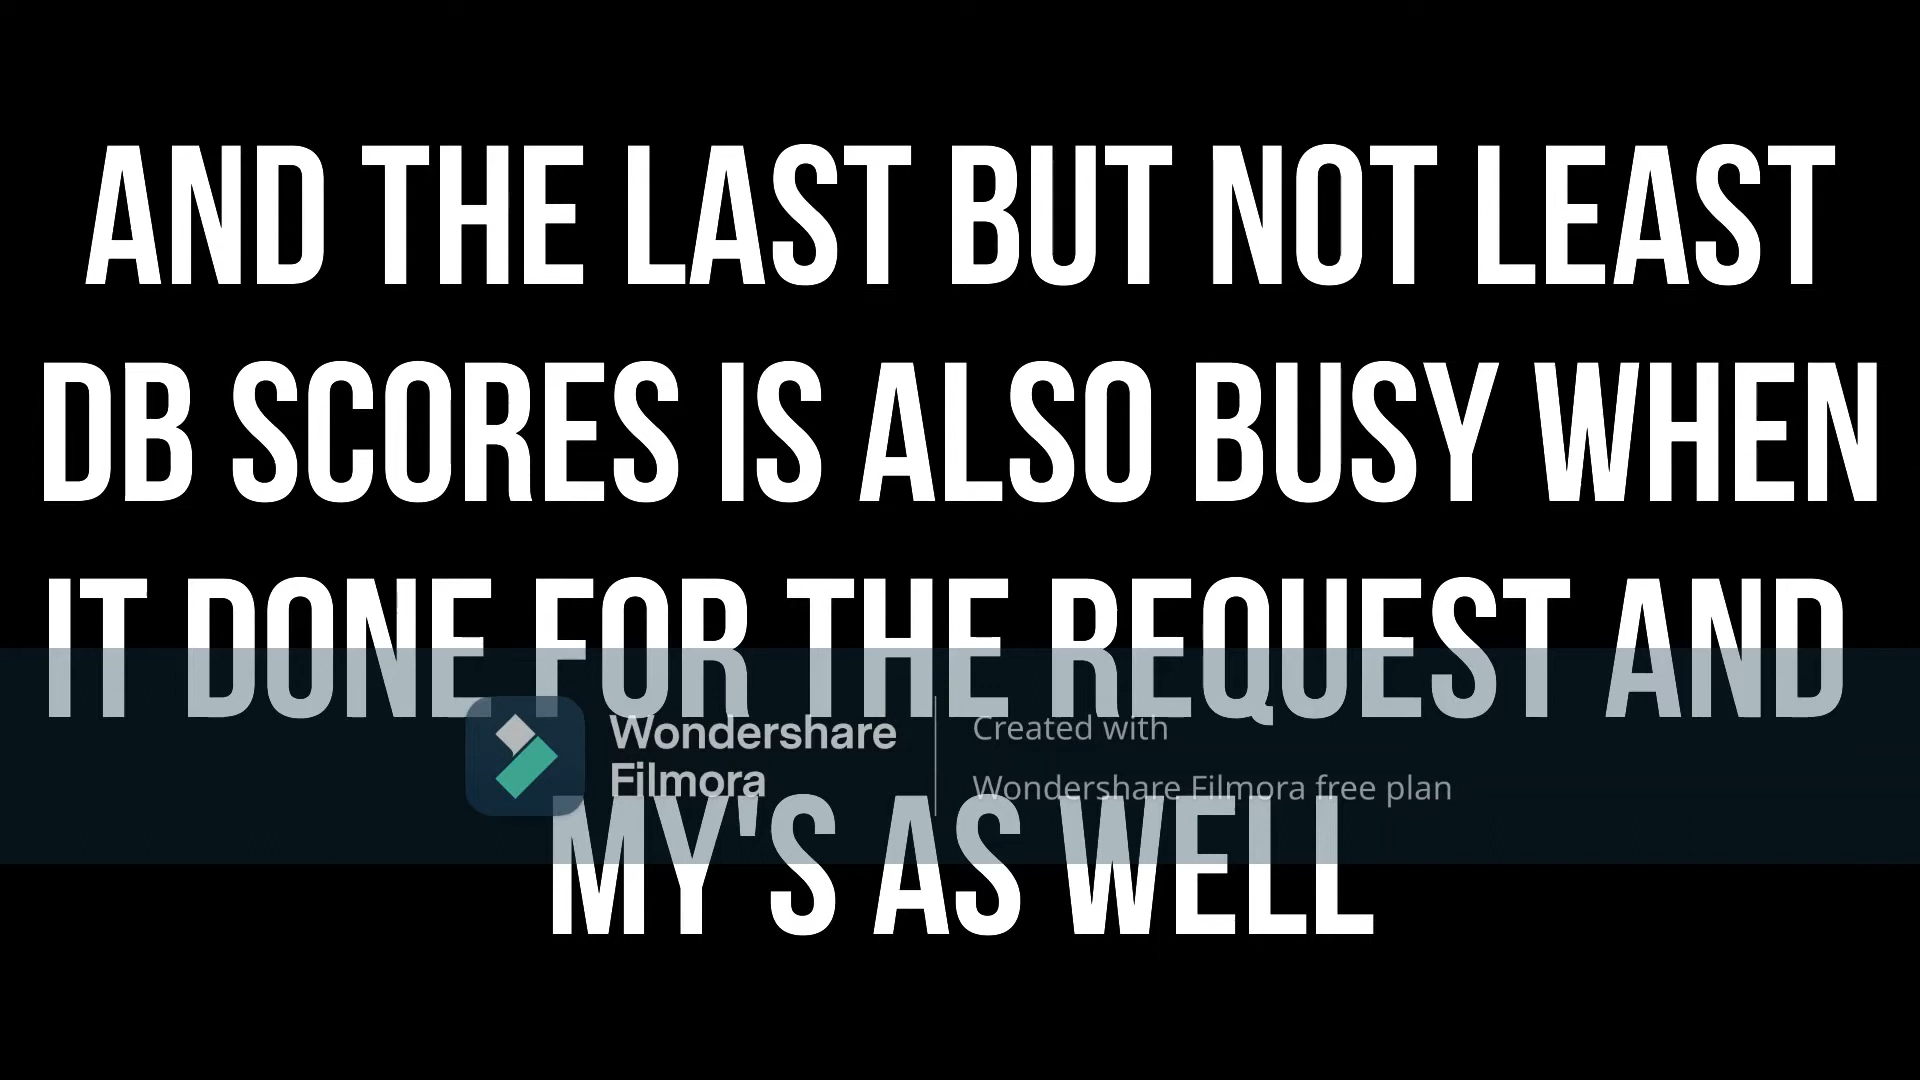 AND THE LAST BUT NOT LEAST
DB SCORES IS ALSO BUSY WHEN
IT DONE FOR THE REQUEST AND
Wondershare
Filmora
Created with
Wondershare Filmora free plan
MY'S AS WELL